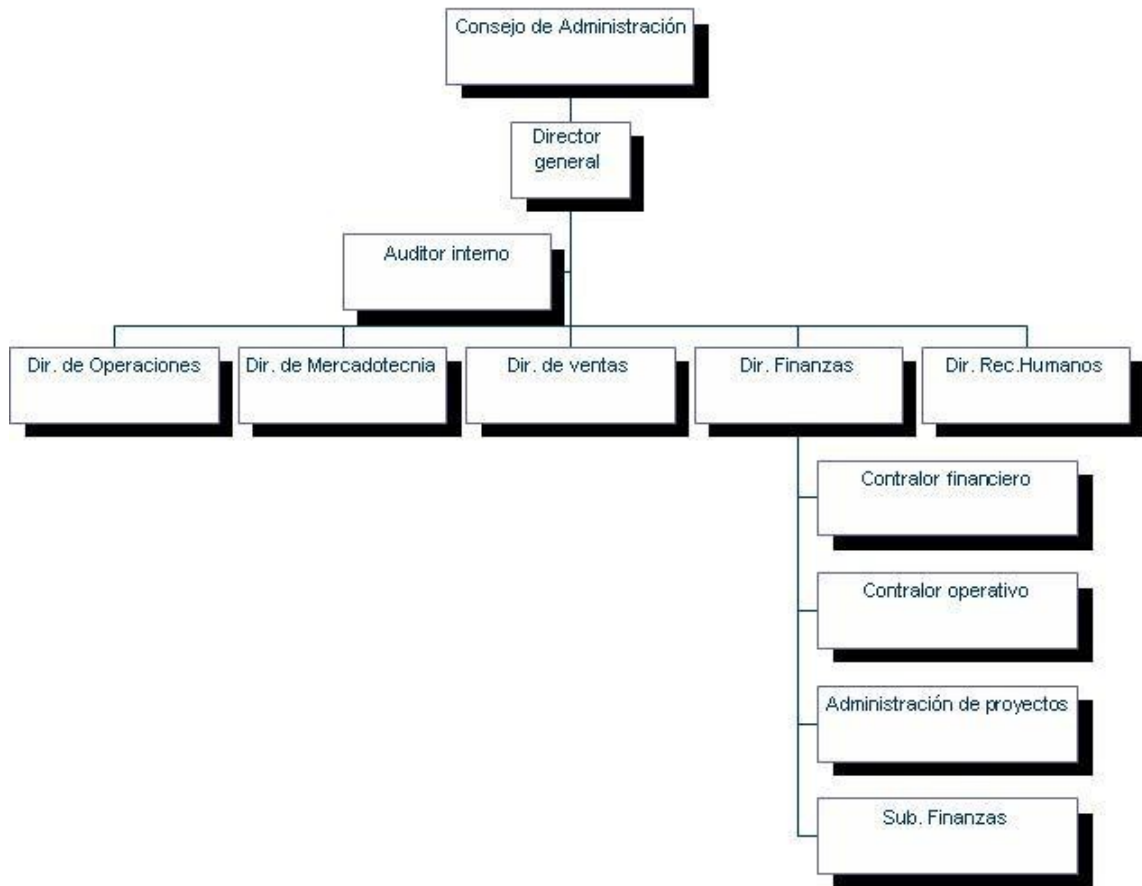 Consejo de Administración
Director
general
Auditor interno
Dir. de Operaciones
Dir. de Mercadotecnia
Dir. de ventas
Dir. Finanzas
Dir. Rec.Humanos
Contralor financiero
Contralor operativo
Administración de proyectos
Sub. Finanzas